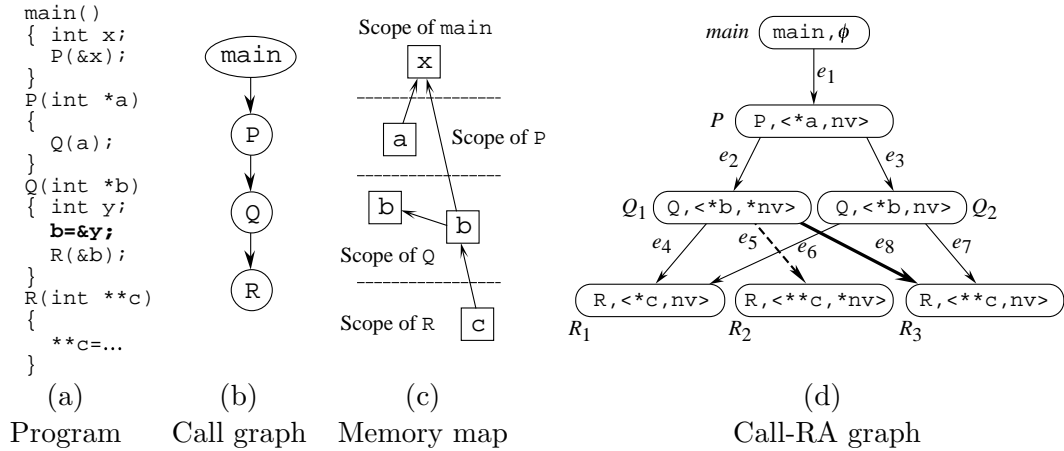 main()
{ int x;
P(&x);
}
P(int *a)
{
Q(a);
}
Q(int *b)
{ int y;
b=&y;
R(&b);
}
R(int **c)
{
**c=...
}
(a)
Program
main
P
Q
R
(b)
Call graph
Scope of main
x
a
Scope of P
b
b
Scope of Q
Scope of R
c
(c)
Memory map
main
main,ϕ
e1
P
P,<*a,nv>
e2
e3
Q1
Q,<*b,*nv>
Q,<*b,nv>
Q2
e4
e5
e6
e8
e7
R,<*c,nv>
R,<**c,*nv>
R,<**c,nv>
R1
R2
R3
(d)
Call-RA graph